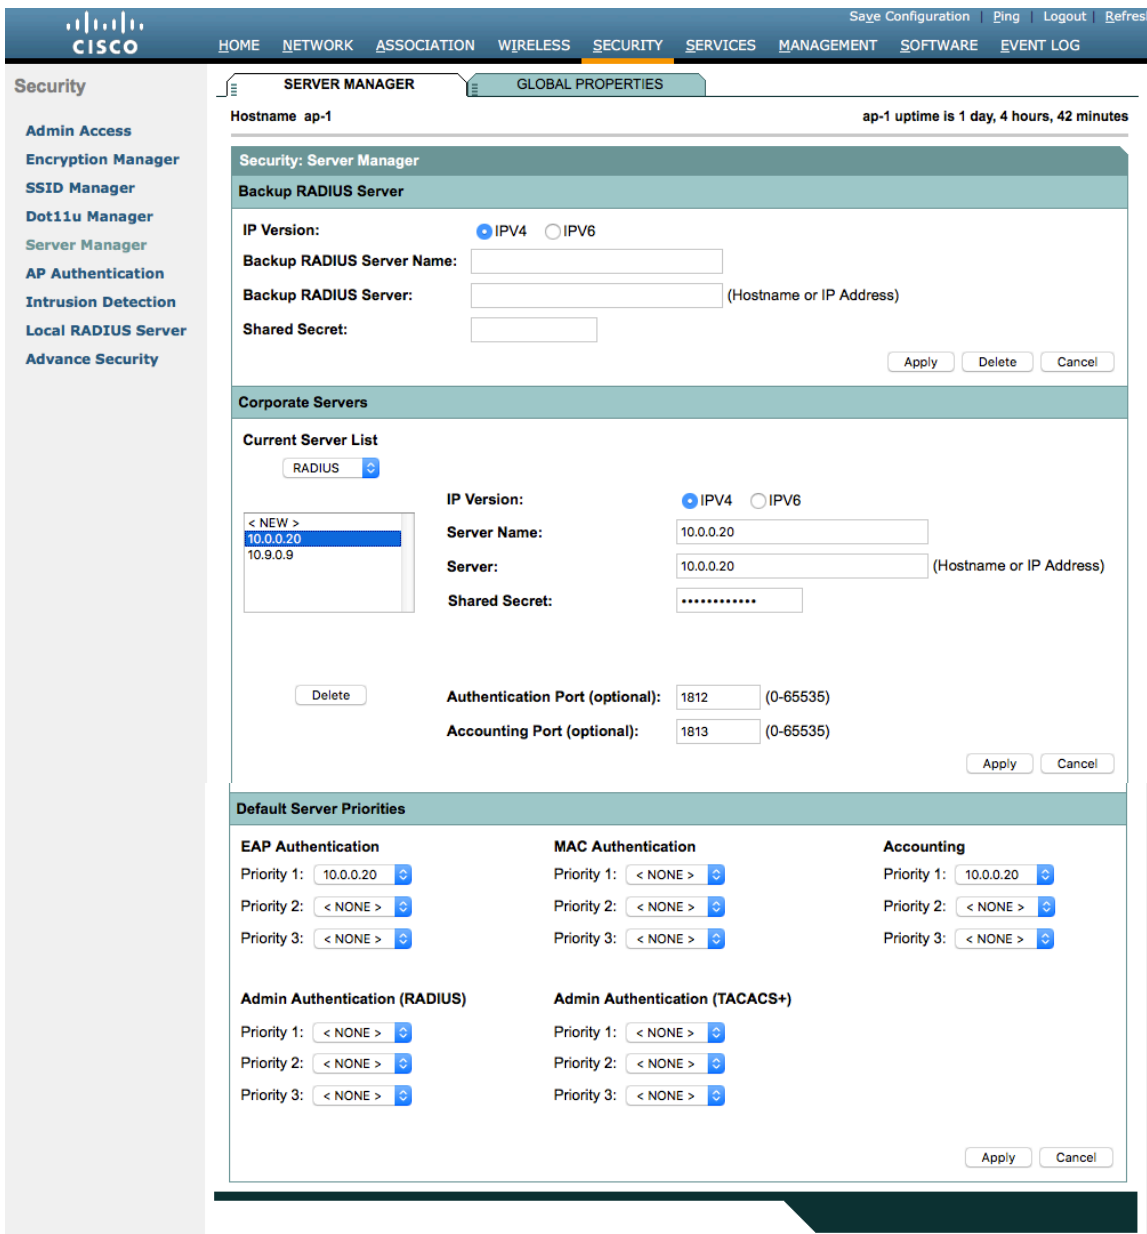 Save Configuration | Ping | Logout | Refres
CISCO
HOME NETWORK ASSOCIATION WIRELESS SECURITY SERVICES MANAGEMENT SOFTWARE EVENT LOG
Security
Admin Access
Encryption Manager
SSID Manager
Dot11u Manager
Server Manager
AP Authentication
Intrusion Detection
Local RADIUS Server
Advance Security
SERVER MANAGER GLOBAL PROPERTIES
Hostname ap-1 ap-1 uptime is 1 day, 4 hours, 42 minutes
Security: Server Manager
Backup RADIUS Server
IP Version: IPV4 IPV6
Backup RADIUS Server Name:
Backup RADIUS Server: (Hostname or IP Address)
Shared Secret:
Apply Delete Cancel
Corporate Servers
Current Server List
RADIUS
< NEW >
10.0.0.20
10.9.0.9
Delete
IP Version: IPV4 IPV6
Server Name: 10.0.0.20
Server: 10.0.0.20 (Hostname or IP Address)
Shared Secret: ••••••••••••
Authentication Port (optional): 1812 (0-65535)
Accounting Port (optional): 1813 (0-65535)
Apply Cancel
Default Server Priorities
EAP Authentication MAC Authentication Accounting
Priority 1: 10.0.0.20 Priority 1: < NONE > Priority 1: 10.0.0.20
Priority 2: < NONE > Priority 2: < NONE > Priority 2: < NONE >
Priority 3: < NONE > Priority 3: < NONE > Priority 3: < NONE >
Admin Authentication (RADIUS) Admin Authentication (TACACS+)
Priority 1: < NONE > Priority 1: < NONE >
Priority 2: < NONE > Priority 2: < NONE >
Priority 3: < NONE > Priority 3: < NONE >
Apply Cancel